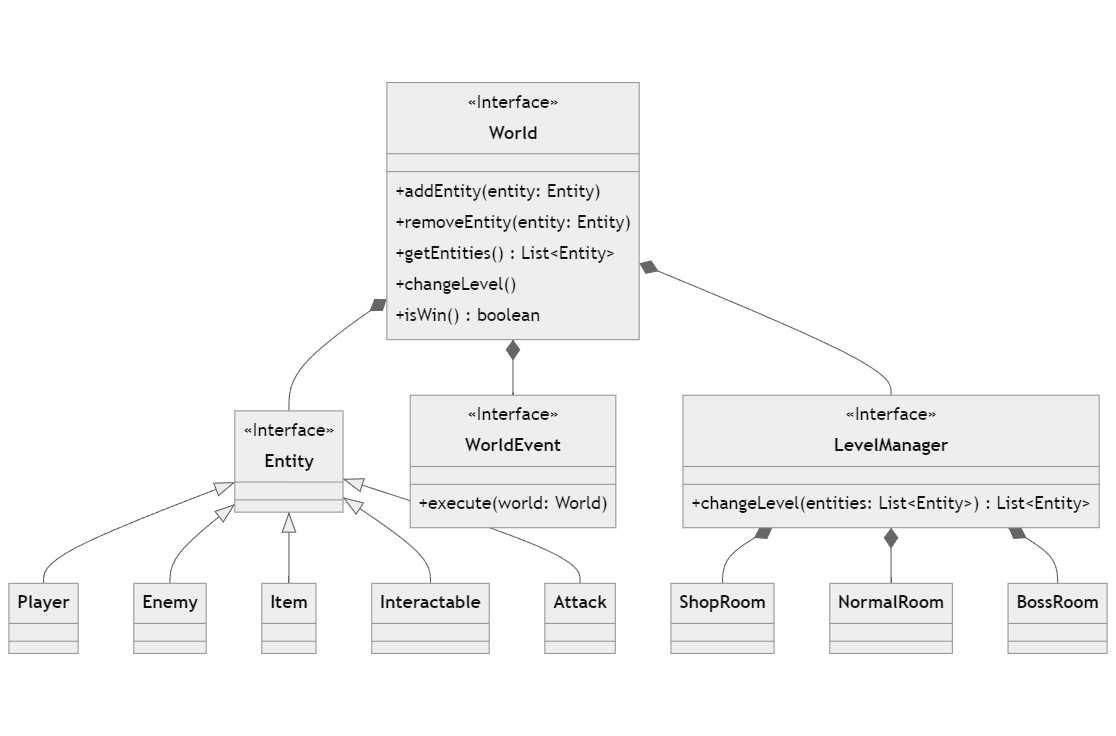 «Interface»
World
+addEntity(entity: Entity)
+removeEntity(entity: Entity)
+getEntities() : List<Entity>
+changeLevel()
+isWin() : boolean
«Interface»
Entity
«Interface»
WorldEvent
+execute(world: World)
«Interface»
LevelManager
+changeLevel(entities: List<Entity>) : List<Entity>
Player
Enemy
Item
Interactable
Attack
ShopRoom
NormalRoom
BossRoom